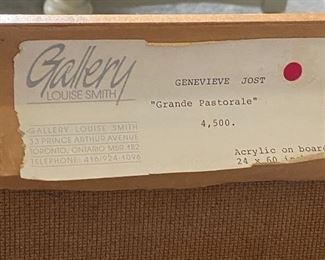 Gallery
LOUISE SMITH
GALLERY · LOUISE SMITH
33 PRINCE ARTHUR AVENUE
TORONTO, ONTARIO M5R 1B2
TELEPHONE: 416/924-1096
GENEVIEVE JOST
"Grande Pastorale"
4,500.
Acrylic on board
24 x 60